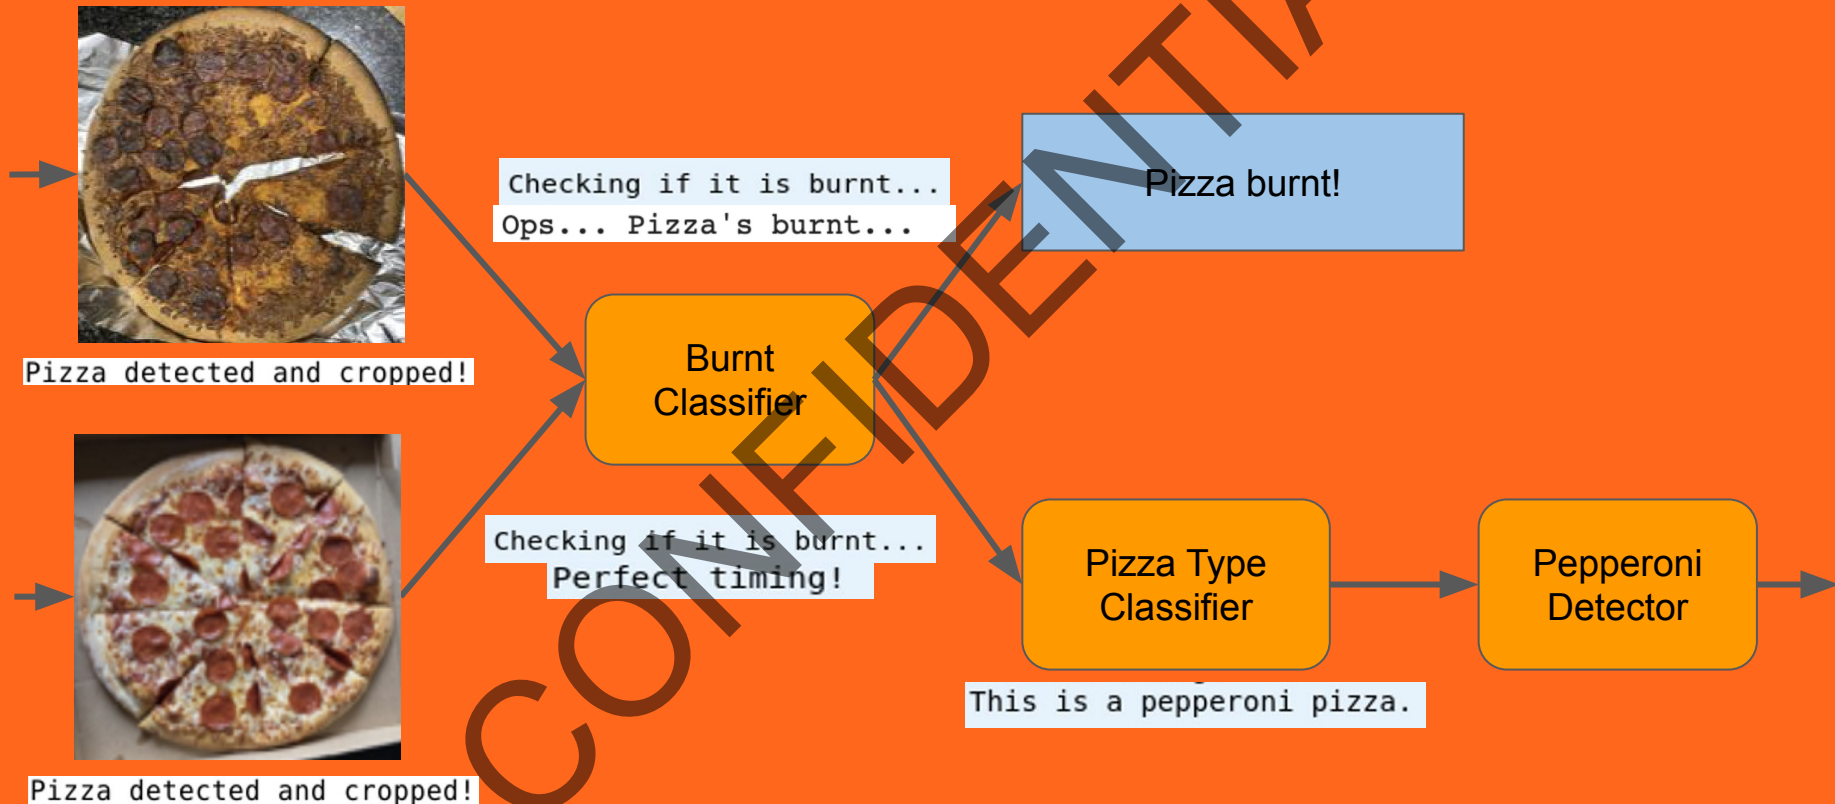 Checking if it is burnt...
Ops... Pizza's burnt...
Pizza burnt!
Pizza detected and cropped!
Burnt
Classifier
Checking if it is burnt...
Perfect timing!
Pizza Type
Classifier
Pepperoni
Detector
This is a pepperoni pizza.
Pizza detected and cropped!
CONFIDENTIA